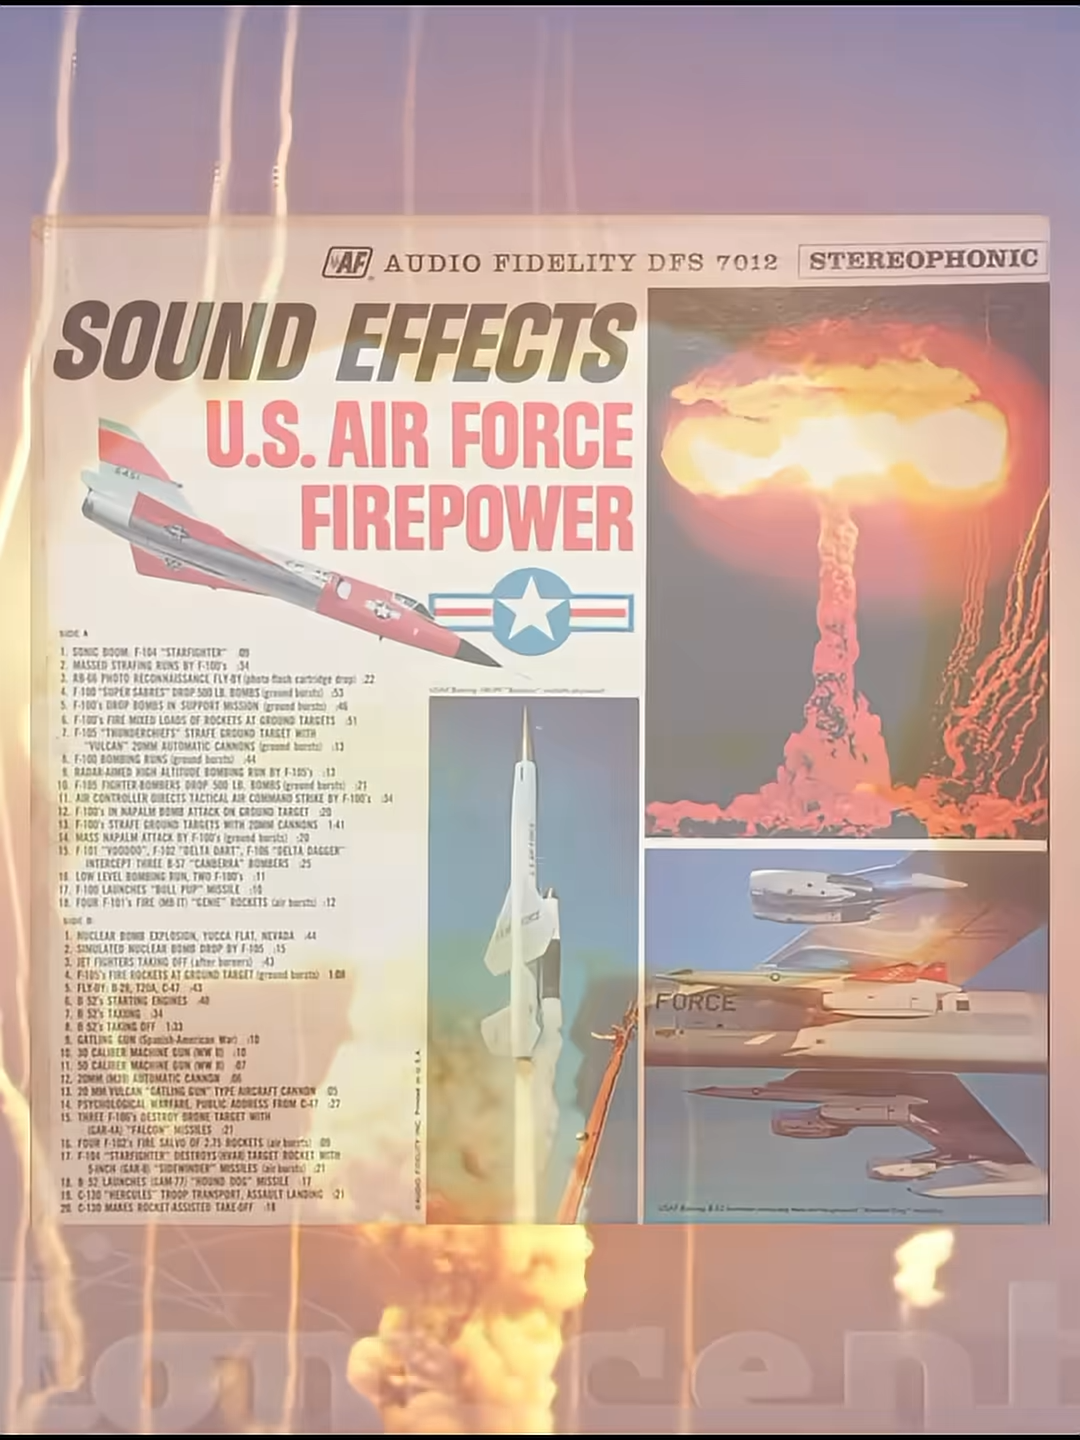 AF AUDIO FIDELITY DFS 7012 STEREOPHONIC
SOUND EFFECTS
U.S. AIR FORCE
FIREPOWER
SIDE A
1. SONIC BOOM: F-104 "STARFIGHTER" :09
2. MASSED STRAFING RUNS BY F-100's :34
3. RB-66 PHOTO RECONNAISSANCE FLY-BY (photo flash cartridge drop) :22
4. F-100 "SUPER SABRES" DROP 500 LB. BOMBS (ground bursts) :53
5. F-100's DROP BOMBS IN SUPPORT MISSION (ground bursts) :46
6. F-100's FIRE MIXED LOADS OF ROCKETS AT GROUND TARGETS :51
7. F-105 "THUNDERCHIEFS" STRAFE GROUND TARGET WITH
"VULCAN" 20MM AUTOMATIC CANNONS (ground bursts) :13
8. F-100 BOMBING RUNS (ground bursts) :44
9. RADAR-AIMED HIGH ALTITUDE BOMBING RUN BY F-105's :13
10. F-105 FIGHTER-BOMBERS DROP 500 LB. BOMBS (ground bursts) :21
11. AIR CONTROLLER DIRECTS TACTICAL AIR COMMAND STRIKE BY F-100's :34
12. F-100's IN NAPALM BOMB ATTACK ON GROUND TARGET :20
13. F-100's STRAFE GROUND TARGETS WITH 20MM CANNONS 1:41
14. MASS NAPALM ATTACK BY F-100's (ground bursts) :20
15. F-101 "VOODOO", F-102 "DELTA DART", F-106 "DELTA DAGGER"
INTERCEPT THREE B-57 "CANBERRA" BOMBERS :25
16. LOW LEVEL BOMBING RUN, TWO F-100's :11
17. F-100 LAUNCHES "BULL PUP" MISSILE :10
18. FOUR F-101's FIRE (MB-1T) "GENIE" ROCKETS (air bursts) :12
SIDE B
1. NUCLEAR BOMB EXPLOSION, YUCCA FLAT, NEVADA :44
2. SIMULATED NUCLEAR BOMB DROP BY F-105 :15
3. JET FIGHTERS TAKING OFF (after burners) :43
4. F-105's FIRE ROCKETS AT GROUND TARGET (ground bursts) 1:08
5. FLY-BY: B-26, T20A, C-47 :43
6. B 52's STARTING ENGINES :40
7. B 52's TAXIING :34
8. B 52's TAKING OFF 1:33
9. GATLING GUN (Spanish-American War) :10
10. 30 CALIBER MACHINE GUN (WW II) :10
11. 50 CALIBER MACHINE GUN (WW II) :07
12. 20MM (M39) AUTOMATIC CANNON :06
13. 20 MM VULCAN "GATLING GUN" TYPE AIRCRAFT CANNON :05
14. PSYCHOLOGICAL WARFARE, PUBLIC ADDRESS FROM C-47 :27
15. THREE F-106's DESTROY DRONE TARGET WITH
(GAR-4A) "FALCON" MISSILES :21
16. FOUR F-102's FIRE SALVO OF 2.75 ROCKETS (air bursts) :09
17. F-104 "STARFIGHTER" DESTROYS (HVAR) TARGET ROCKET WITH
5-INCH (GAR-8) "SIDEWINDER" MISSILES (air bursts) :21
18. B 52 LAUNCHES (GAM-77) "HOUND DOG" MISSILE :17
19. C-130 "HERCULES" TROOP TRANSPORT, ASSAULT LANDING :21
20. C-130 MAKES ROCKET-ASSISTED TAKE-OFF :18
©AUDIO FIDELITY INC. Printed in U.S.A.
FORCE